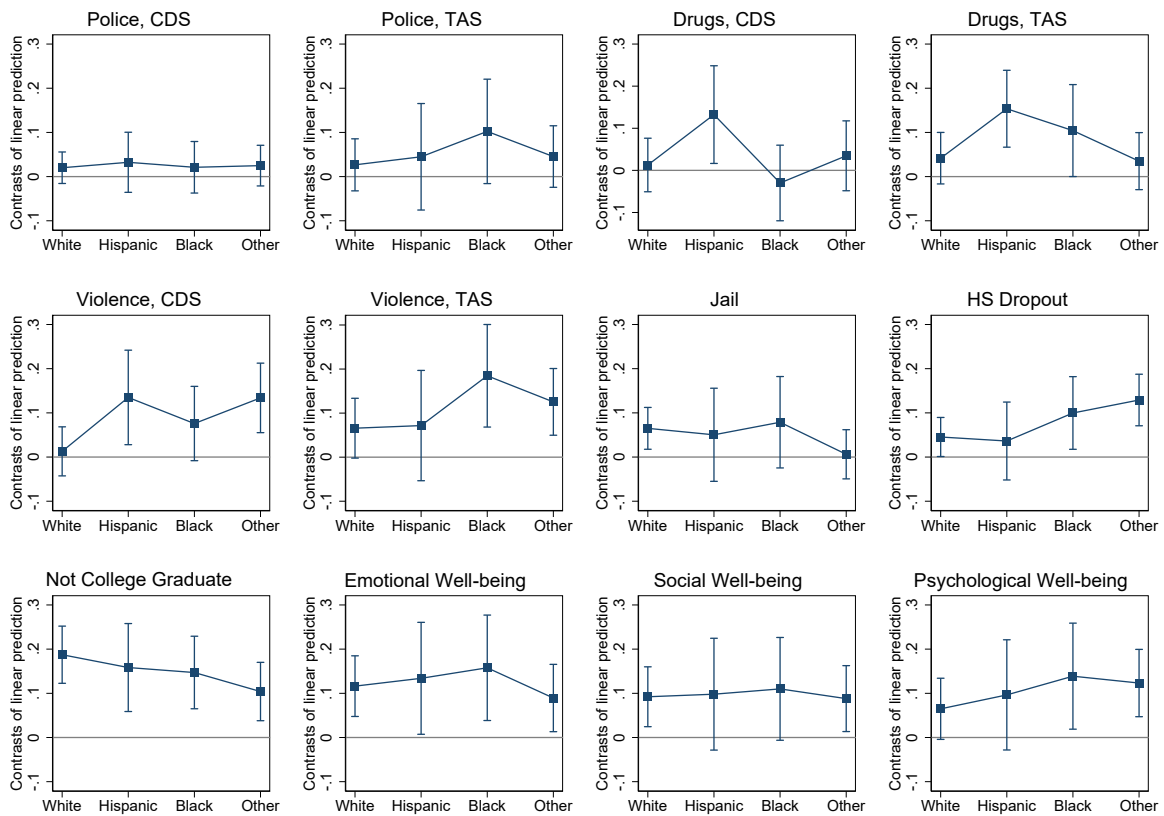 Police, CDS
Contrasts of linear prediction
-.1 0 .1 .2 .3
White Hispanic Black Other
Police, TAS
Contrasts of linear prediction
-.1 0 .1 .2 .3
White Hispanic Black Other
Drugs, CDS
Contrasts of linear prediction
-.1 0 .1 .2 .3
White Hispanic Black Other
Drugs, TAS
Contrasts of linear prediction
-.1 0 .1 .2 .3
White Hispanic Black Other
Violence, CDS
Contrasts of linear prediction
-.1 0 .1 .2 .3
White Hispanic Black Other
Violence, TAS
Contrasts of linear prediction
-.1 0 .1 .2 .3
White Hispanic Black Other
Jail
Contrasts of linear prediction
-.1 0 .1 .2 .3
White Hispanic Black Other
HS Dropout
Contrasts of linear prediction
-.1 0 .1 .2 .3
White Hispanic Black Other
Not College Graduate
Contrasts of linear prediction
-.1 0 .1 .2 .3
White Hispanic Black Other
Emotional Well-being
Contrasts of linear prediction
-.1 0 .1 .2 .3
White Hispanic Black Other
Social Well-being
Contrasts of linear prediction
-.1 0 .1 .2 .3
White Hispanic Black Other
Psychological Well-being
Contrasts of linear prediction
-.1 0 .1 .2 .3
White Hispanic Black Other